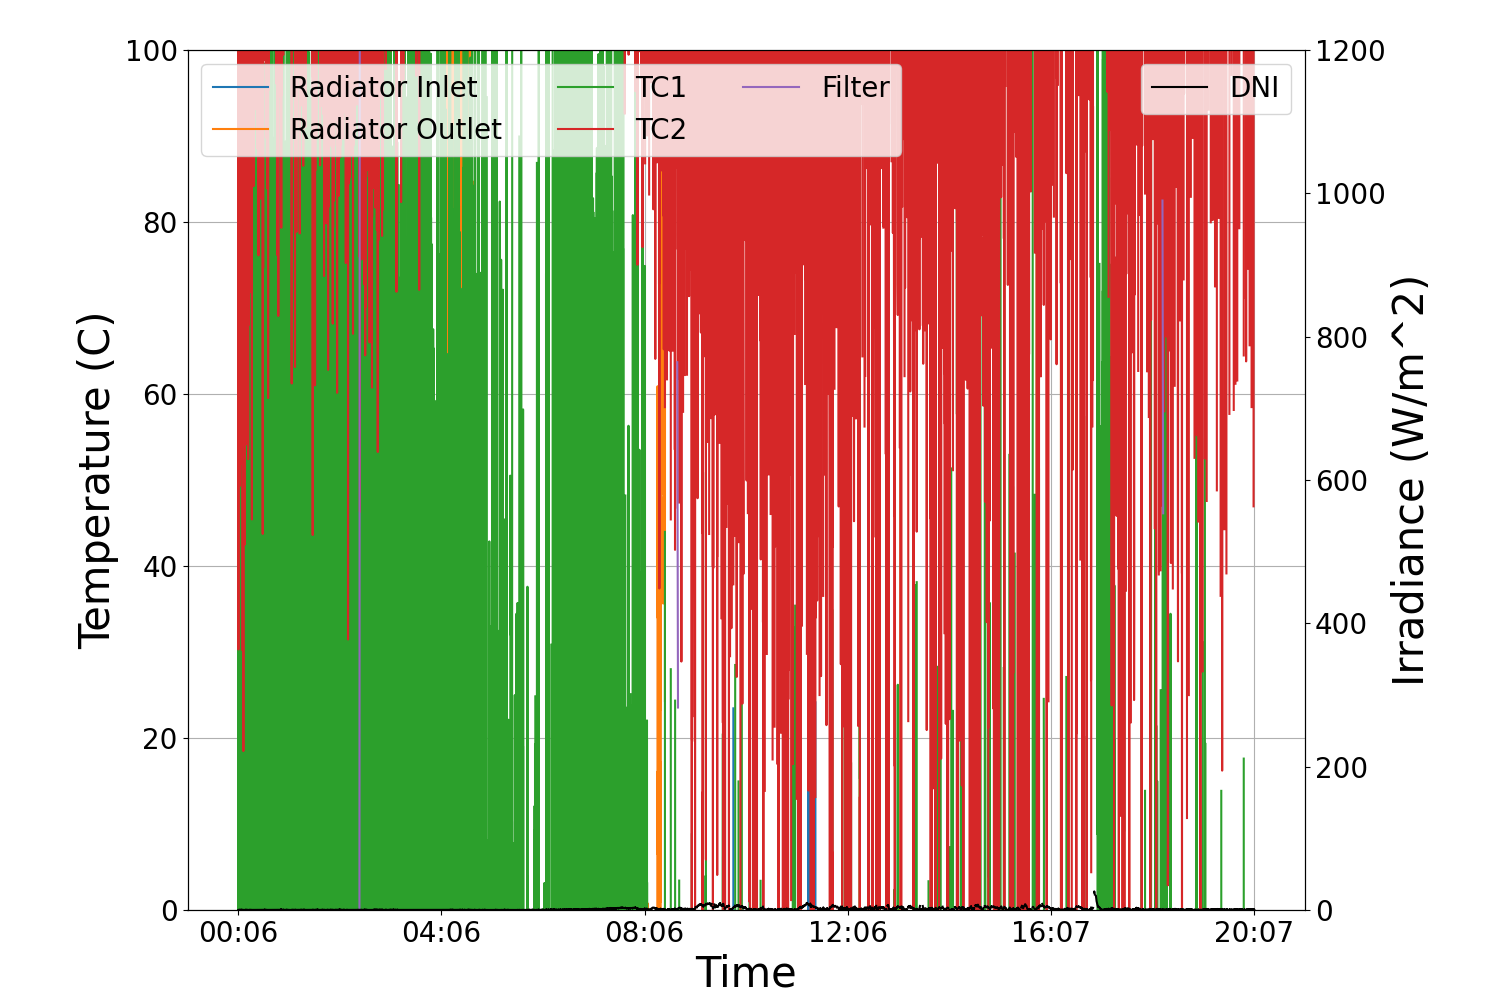 100
80
60
40
20
0
Temperature (C)
Radiator Inlet
Radiator Outlet
TC1
TC2
Filter
DNI
1200
1000
800
600
400
200
0
Irradiance (W/m^2)
00:06 04:06 08:06 12:06 16:07 20:07
Time